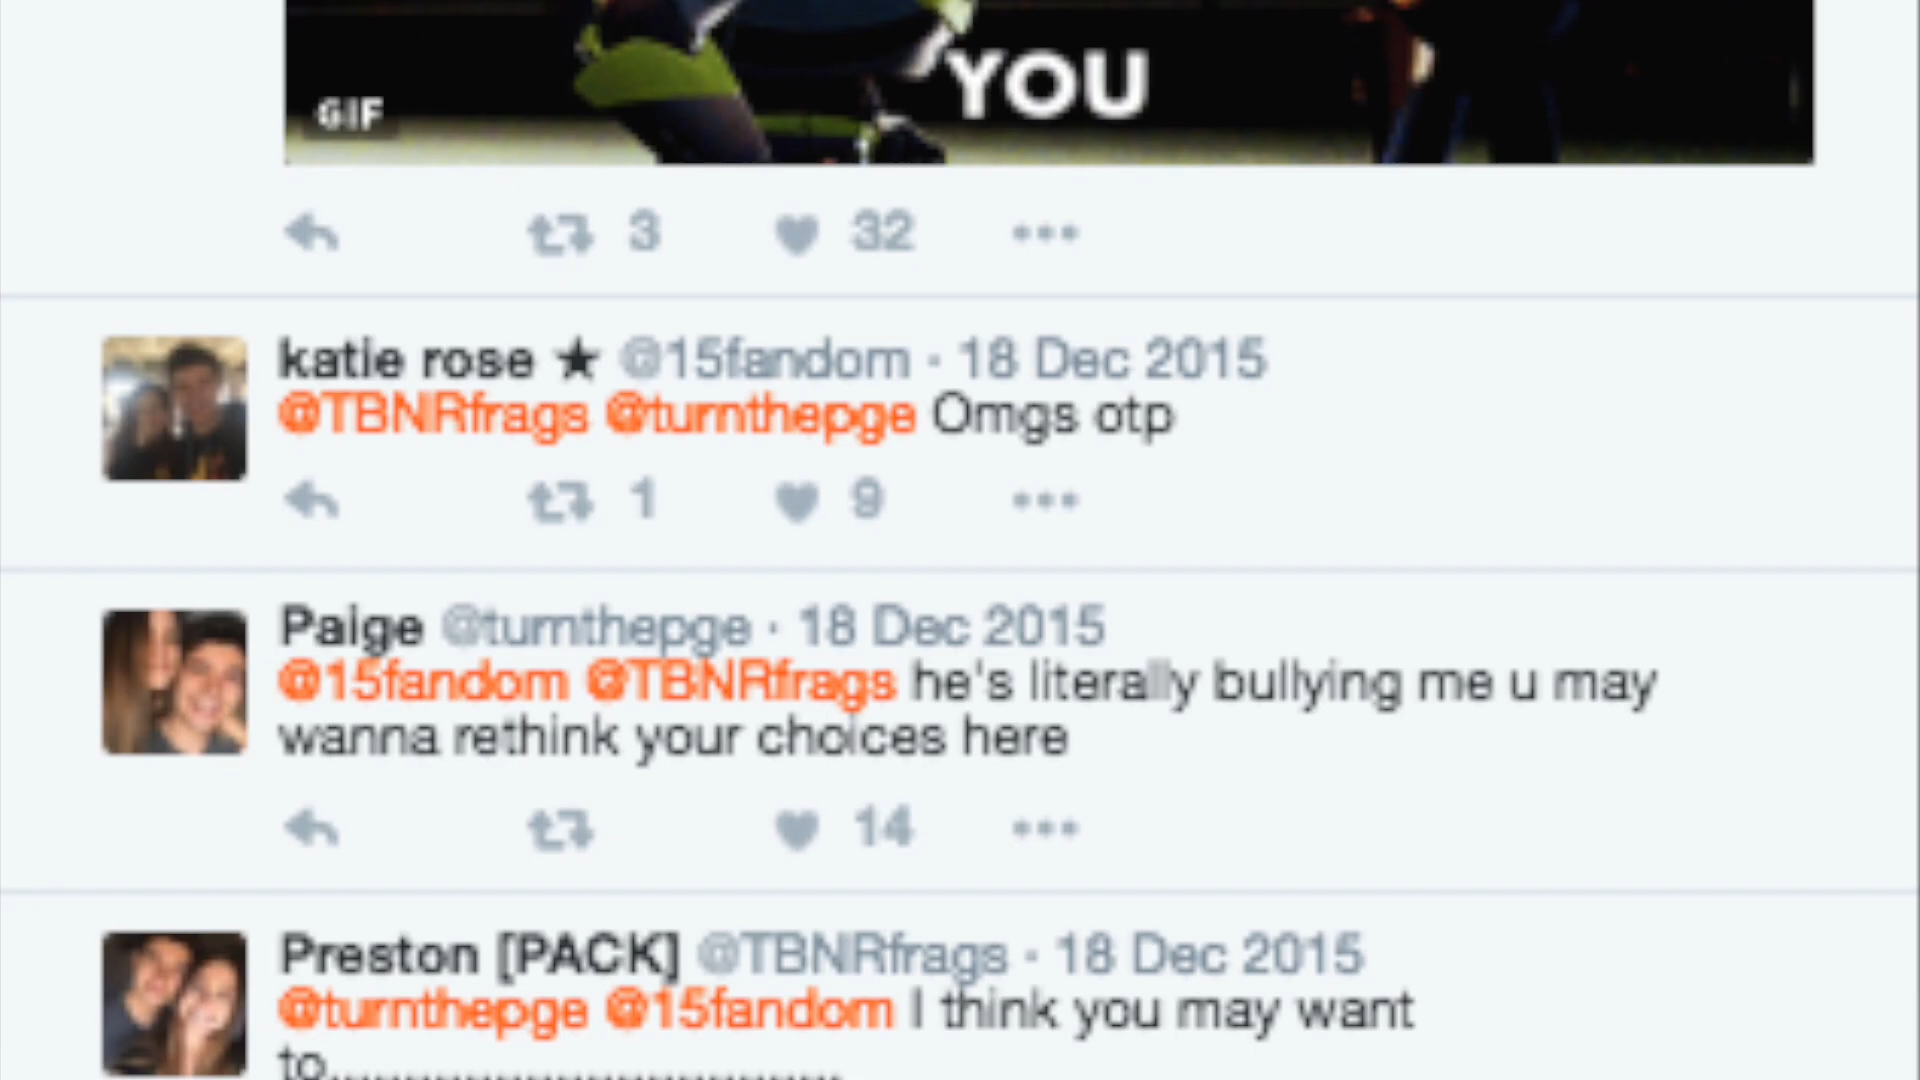 YOU
GIF
3 32
katie rose ★ @15fandom · 18 Dec 2015
@TBNRfrags @turnthepge Omgs otp
1 9
Paige @turnthepge · 18 Dec 2015
@15fandom @TBNRfrags he's literally bullying me u may
wanna rethink your choices here
14
Preston [PACK] @TBNRfrags · 18 Dec 2015
@turnthepge @15fandom I think you may want
to.......................................